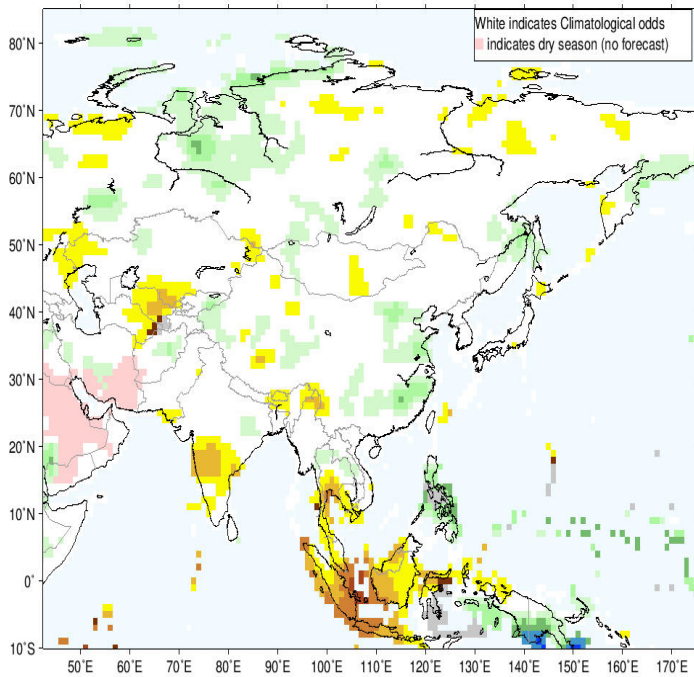 White indicates Climatological odds
indicates dry season (no forecast)
80°N
70°N
60°N
50°N
40°N
30°N
20°N
10°N
0°
10°S
50°E 60°E 70°E 80°E 90°E 100°E 110°E 120°E 130°E 140°E 150°E 160°E 170°E